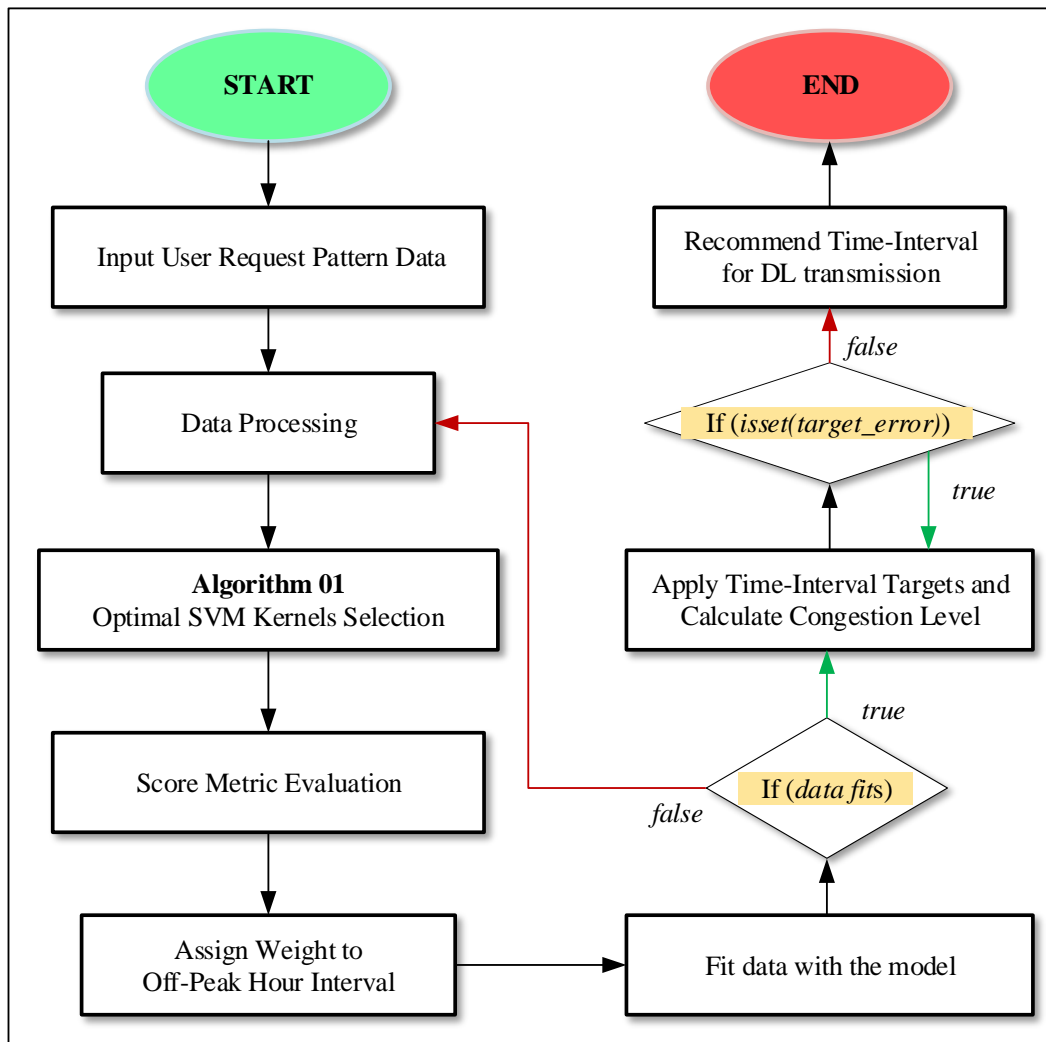 START
Input User Request Pattern Data
Data Processing
Algorithm 01
Optimal SVM Kernels Selection
Score Metric Evaluation
Assign Weight to
Off-Peak Hour Interval
Fit data with the model
If (data fits)
false
true
Apply Time-Interval Targets and
Calculate Congestion Level
If (isset(target_error))
true
false
Recommend Time-Interval
for DL transmission
END